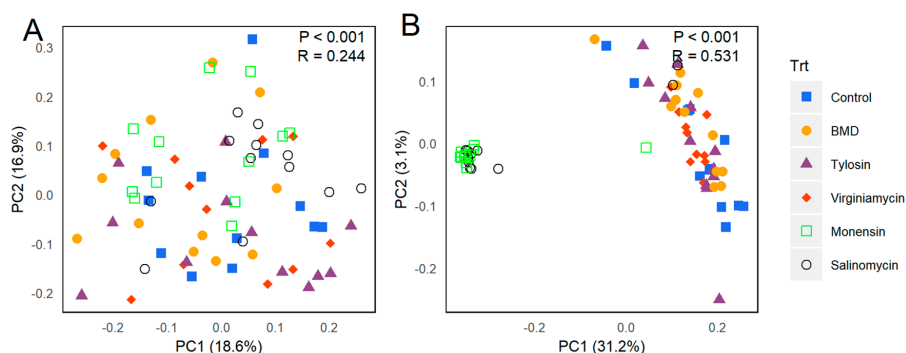 A
P < 0.001
R = 0.244
PC2 (16.9%)
0.3
0.2
0.1
0.0
-0.1
-0.2
-0.2
-0.1
0.0
0.1
0.2
PC1 (18.6%)
B
P < 0.001
R = 0.531
PC2 (3.1%)
0.1
0.0
-0.1
-0.2
-0.2
0.0
0.2
PC1 (31.2%)
Trt
Control
BMD
Tylosin
Virginiamycin
Monensin
Salinomycin